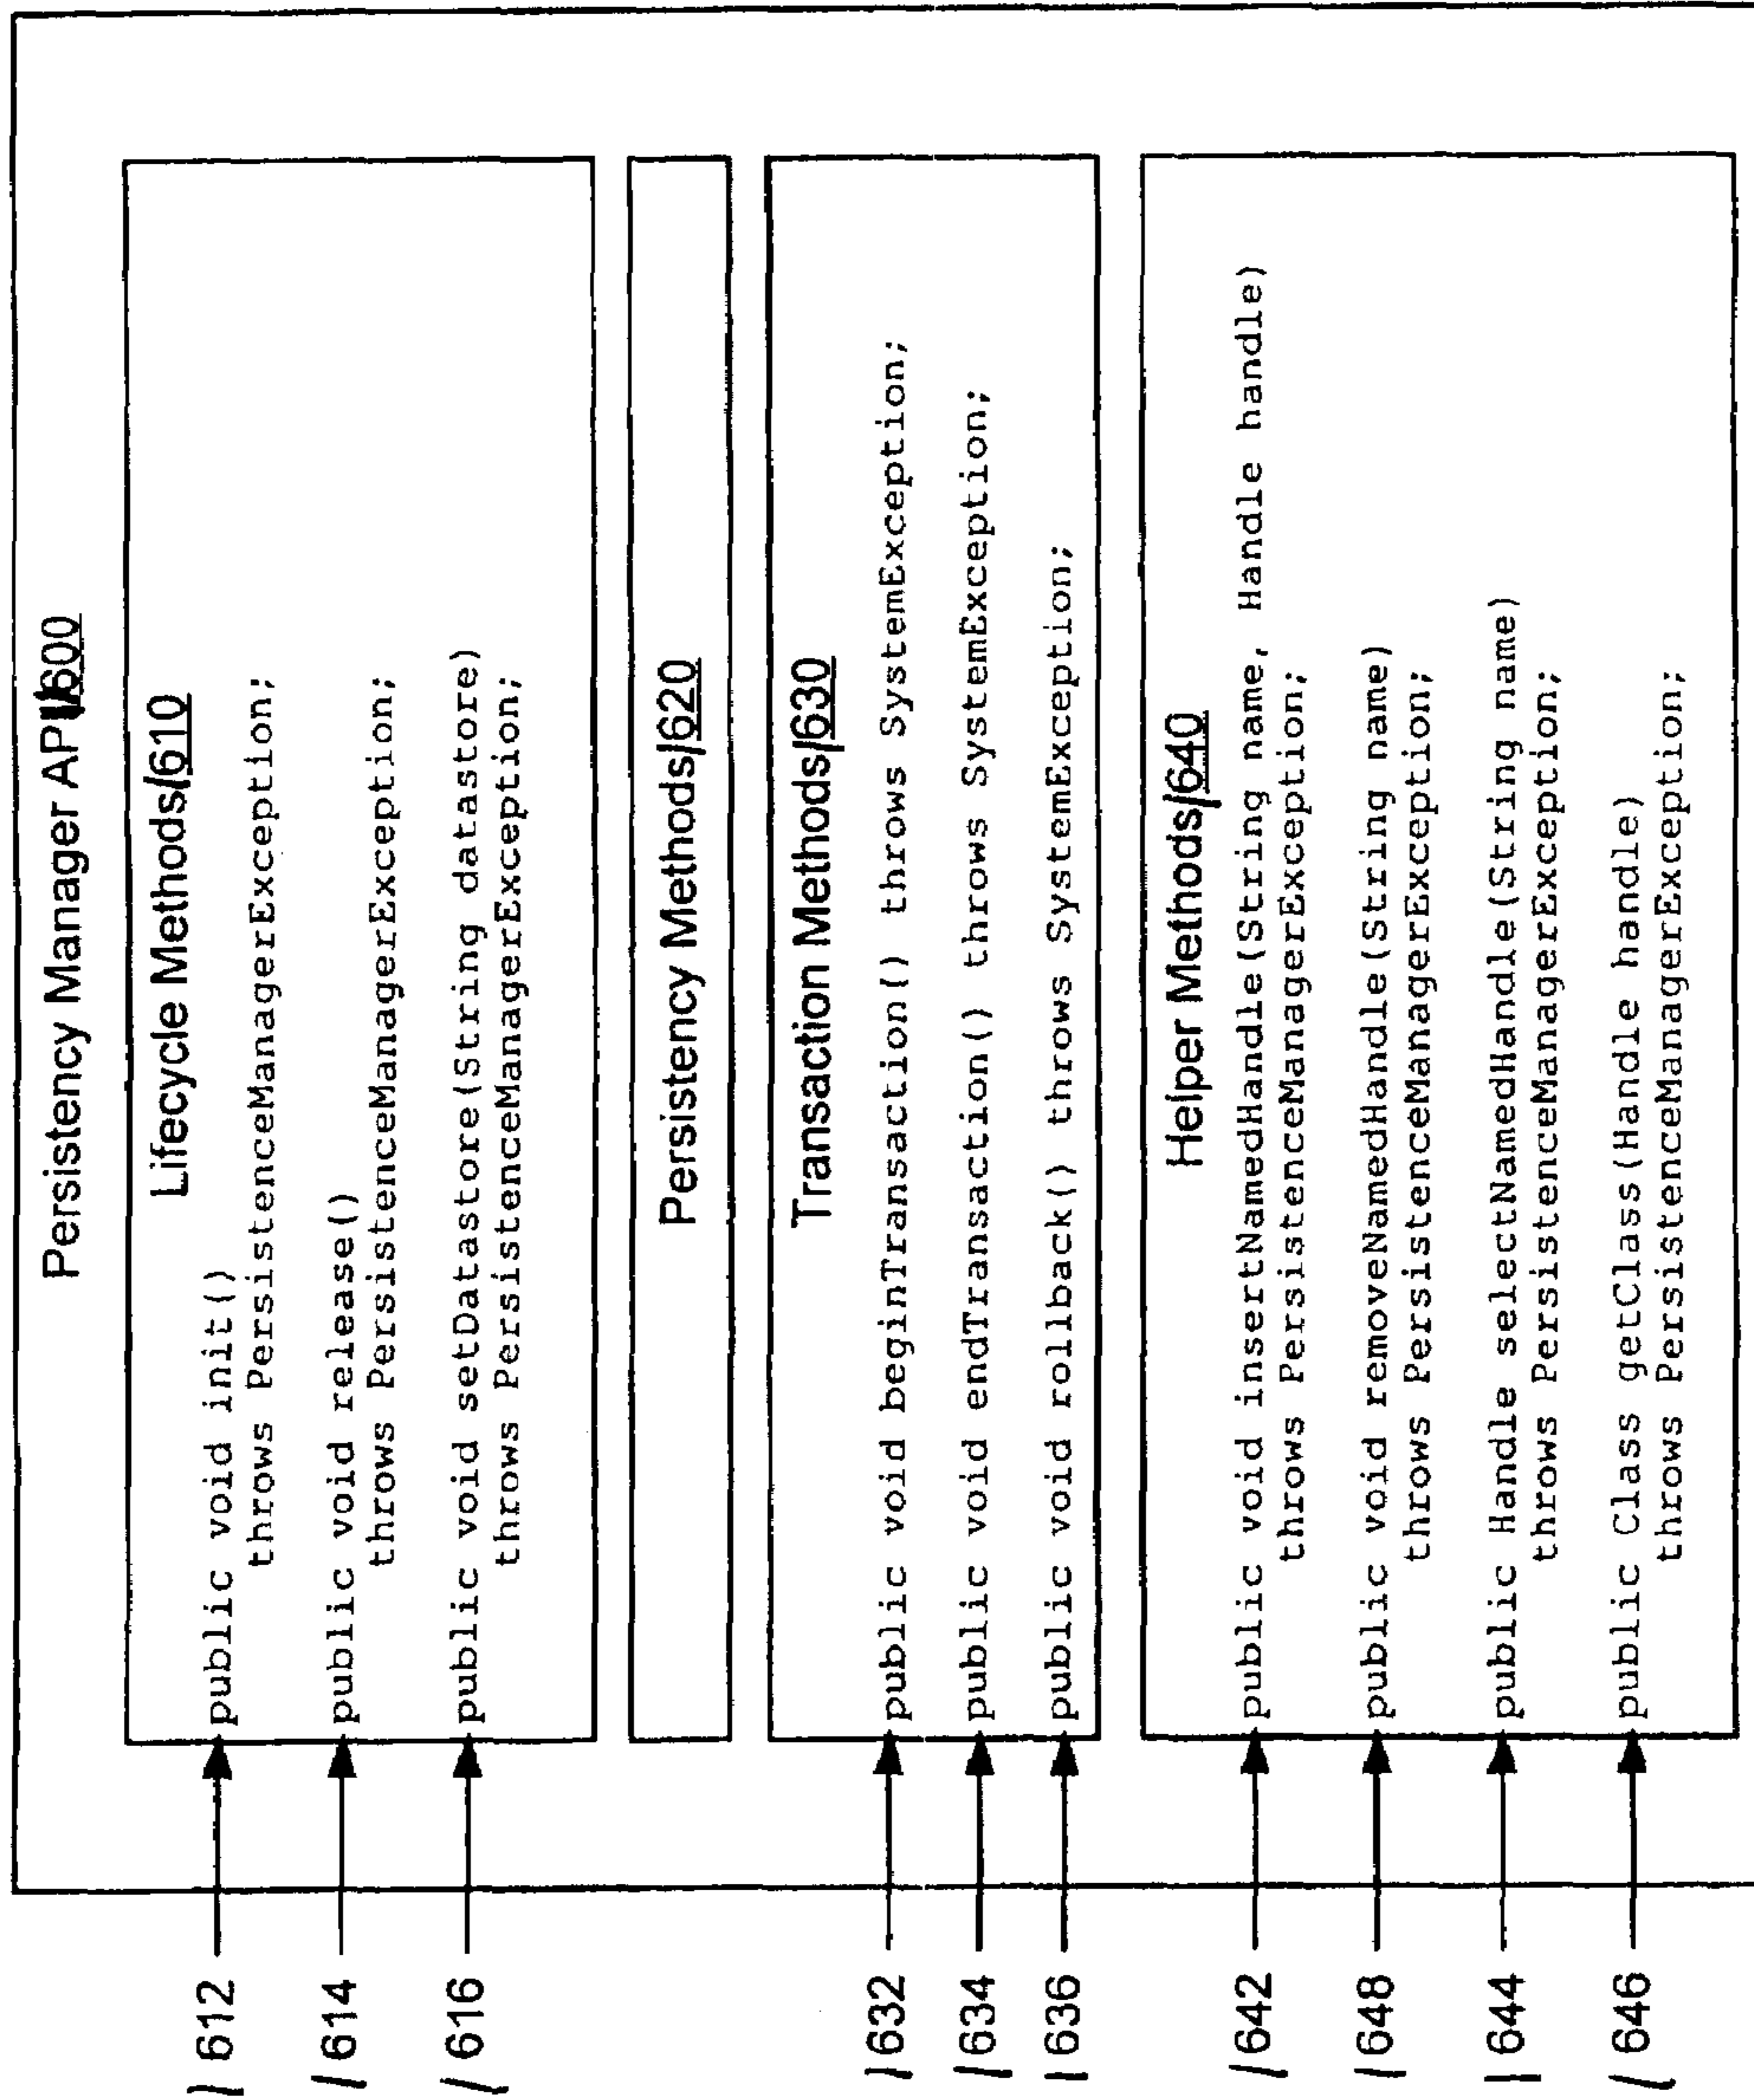 Persistency Manager API/600
Lifecycle Methods/610
/612 public void init()
throws PersistenceManagerException;
/614 public void release()
throws PersistenceManagerException;
/616 public void setDatastore(String datastore)
throws PersistenceManagerException;
Persistency Methods/620
Transaction Methods/630
/632 public void beginTransaction() throws SystemException;
/634 public void endTransaction() throws SystemException;
/636 public void rollback() throws SystemException;
Helper Methods/640
/642 public void insertNamedHandle(String name, Handle handle)
throws PersistenceManagerException;
/648 public void removeNamedHandle(String name)
throws PersistenceManagerException;
/644 public Handle selectNamedHandle(String name)
throws PersistenceManagerException;
/646 public Class getClass(Handle handle)
throws PersistenceManagerException;